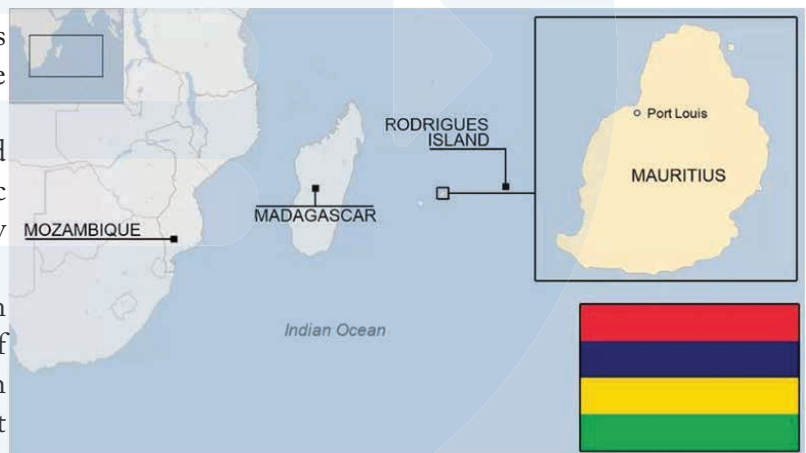 s
e
d
c
y
n
f
n
t
RODRIGUES
ISLAND
Port Louis
MAURITIUS
MADAGASCAR
MOZAMBIQUE
Indian Ocean